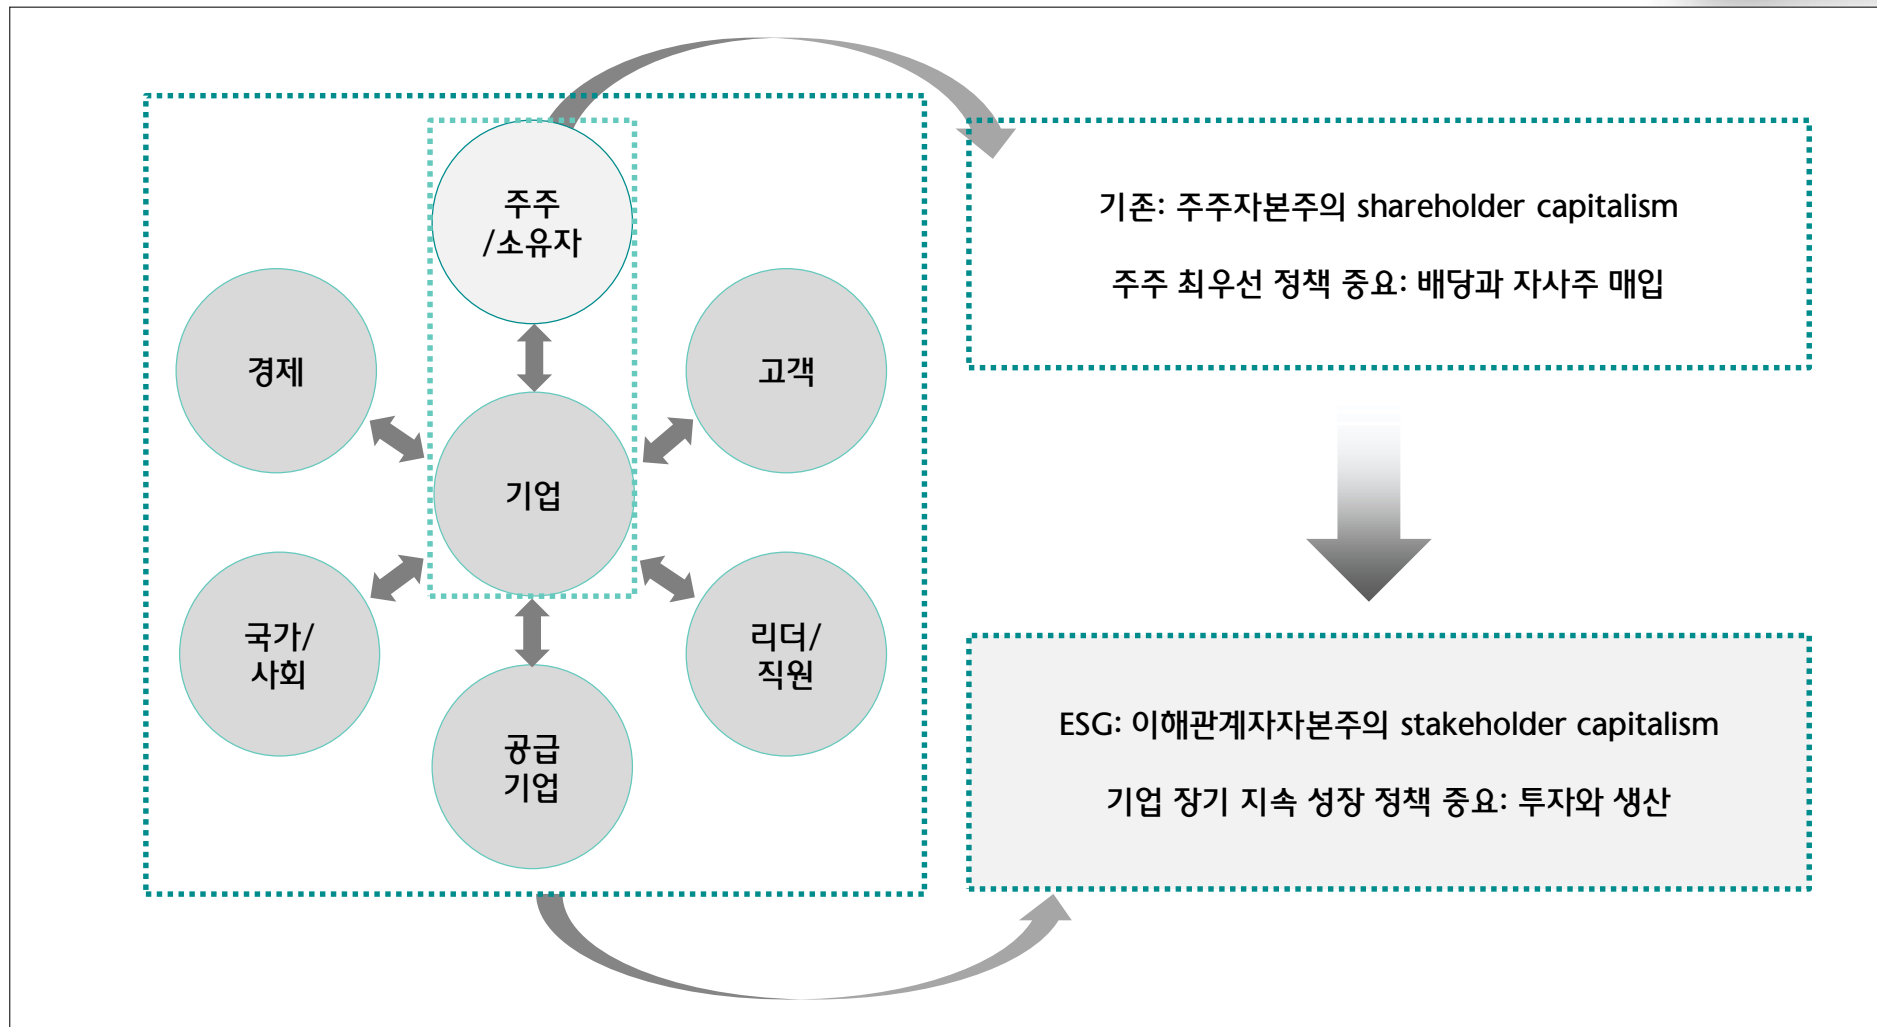 주주
/소유자
경제
고객
기업
국가/
사회
리더/
직원
공급
기업
기존: 주주자본주의 shareholder capitalism
주주 최우선 정책 중요: 배당과 자사주 매입
ESG: 이해관계자자본주의 stakeholder capitalism
기업 장기 지속 성장 정책 중요: 투자와 생산